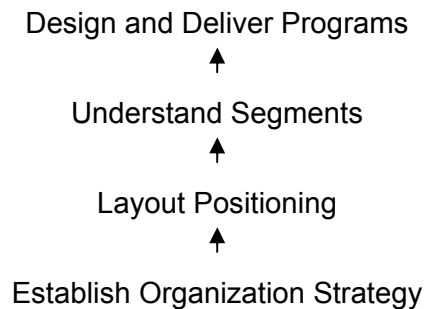 Design and Deliver Programs
Understand Segments
Layout Positioning
Establish Organization Strategy